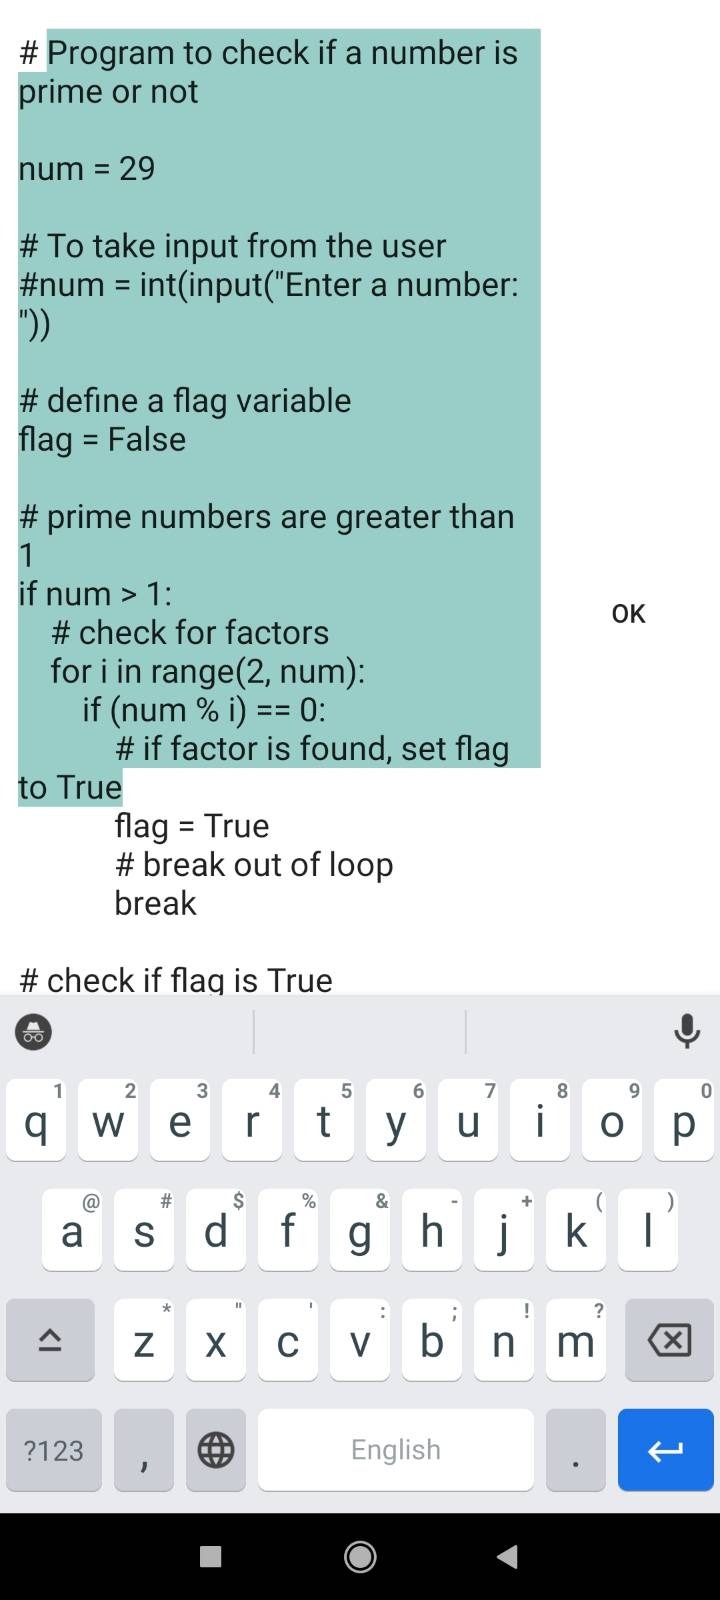 # Program to check if a number is
prime or not
num = 29
# To take input from the user
#num = int(input("Enter a number:
"))
# define a flag variable
flag = False
# prime numbers are greater than
1
if num > 1:
# check for factors
for i in range(2, num):
if (num % i) == 0:
# if factor is found, set flag
to True
flag = True
# break out of loop
break
# check if flag is True
OK
1 2 3 4 5 6 7 8 9 0
q w e r t y u i o p
@ # $ % & - + ( )
a s d f g h j k l
* " ' : ; ! ?
z x c v b n m
?123 , English .